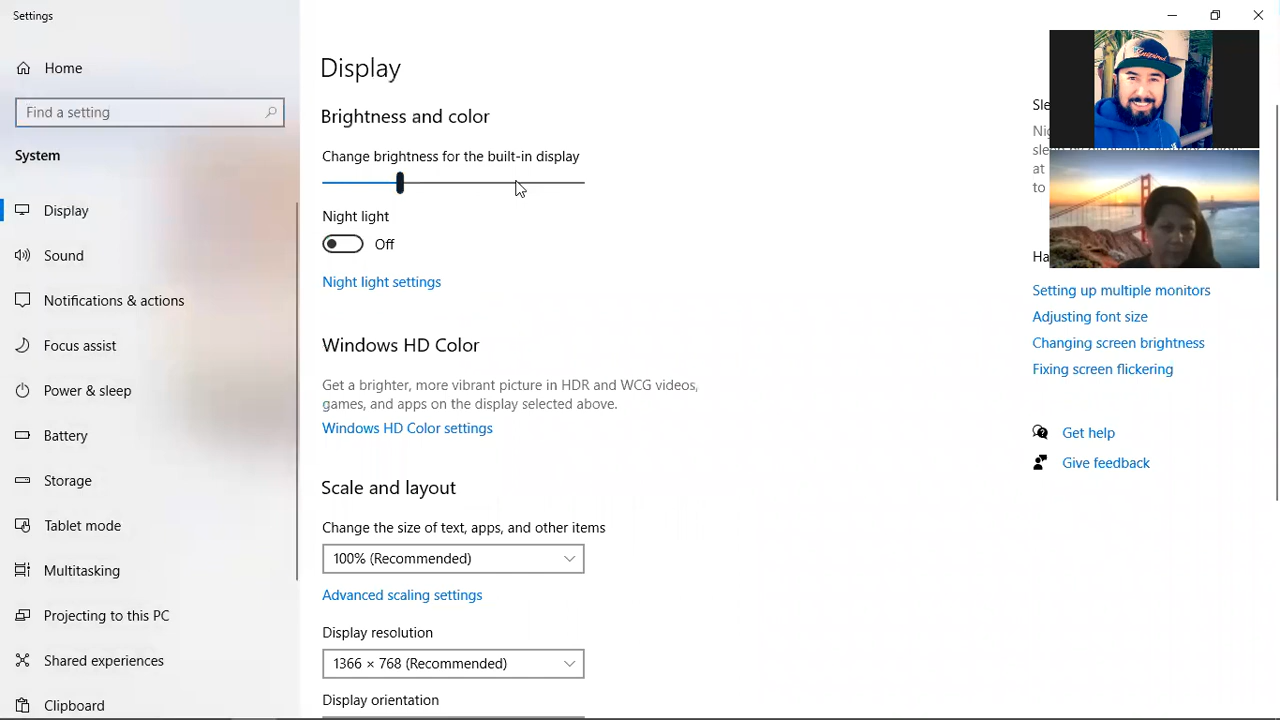 Settings
Home
Find a setting
System
Display
Sound
Notifications & actions
Focus assist
Power & sleep
Battery
Storage
Tablet mode
Multitasking
Projecting to this PC
Shared experiences
Clipboard
Display
Brightness and color
Change brightness for the built-in display
Night light
Off
Night light settings
Windows HD Color
Get a brighter, more vibrant picture in HDR and WCG videos,
games, and apps on the display selected above.
Windows HD Color settings
Scale and layout
Change the size of text, apps, and other items
100% (Recommended)
Advanced scaling settings
Display resolution
1366 × 768 (Recommended)
Display orientation
at
to
Setting up multiple monitors
Adjusting font size
Changing screen brightness
Fixing screen flickering
Get help
Give feedback